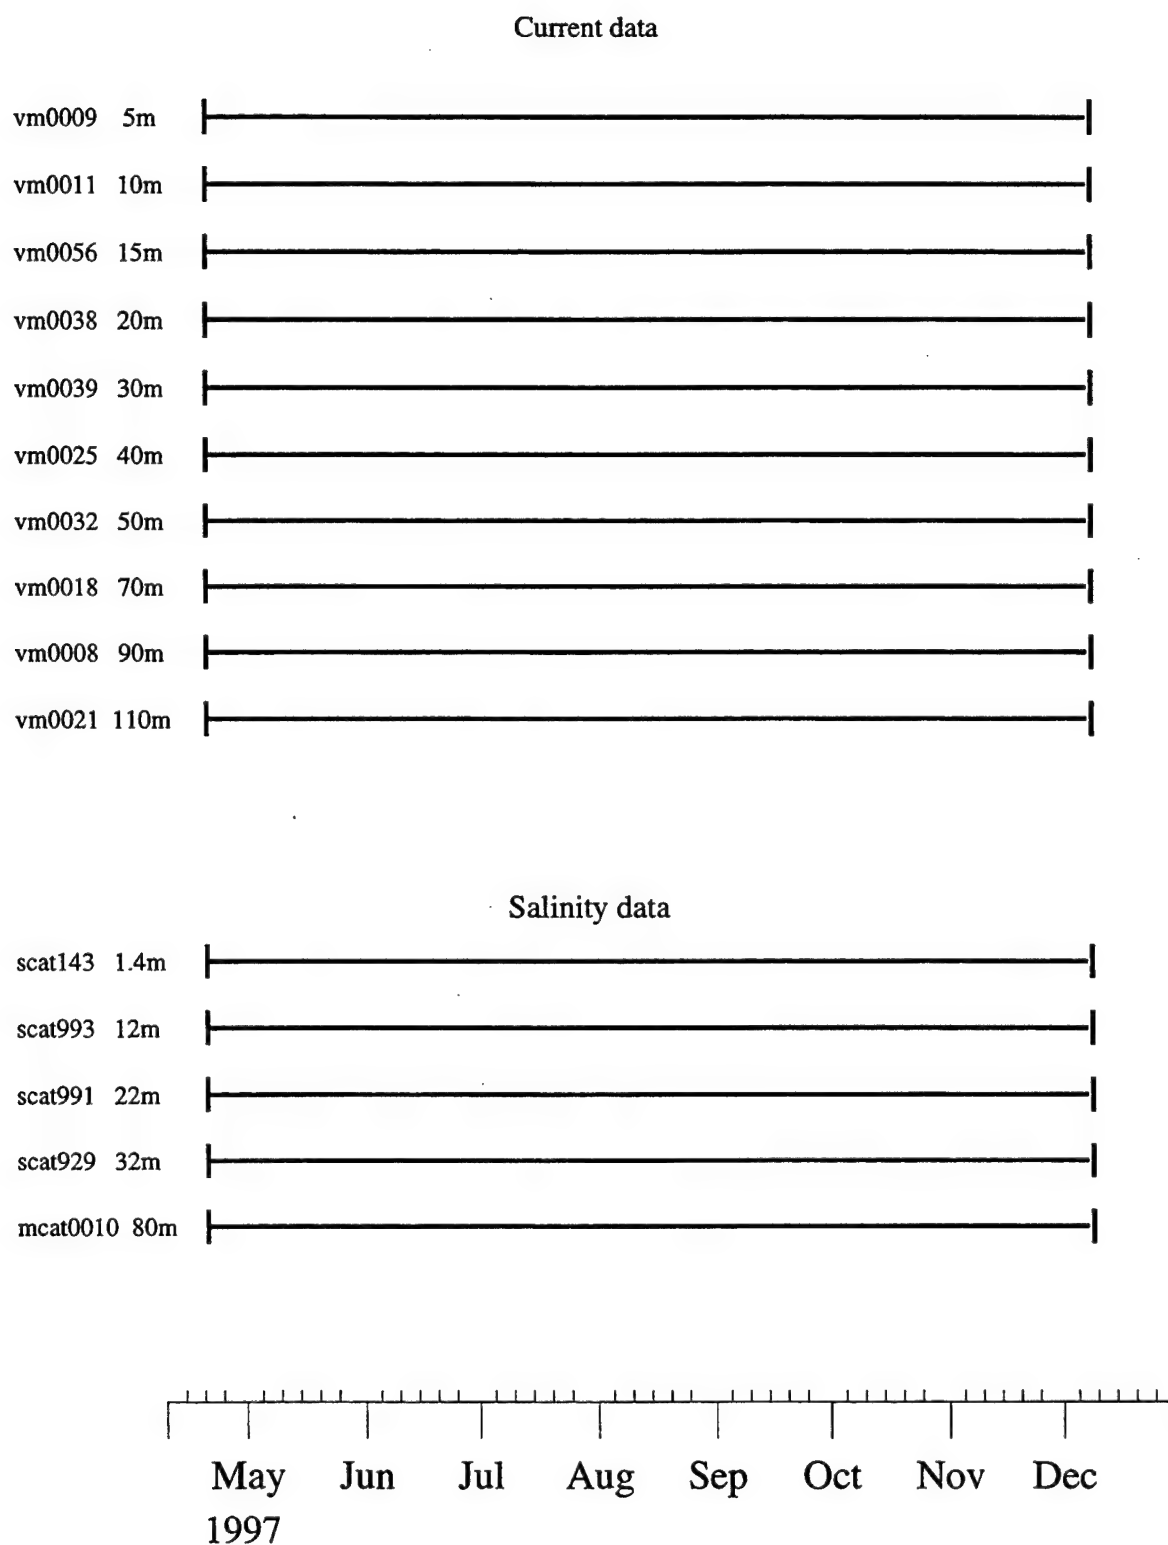 Current data
vm0009 5m
vm0011 10m
vm0056 15m
vm0038 20m
vm0039 30m
vm0025 40m
vm0032 50m
vm0018 70m
vm0008 90m
vm0021 110m
Salinity data
scat143 1.4m
scat993 12m
scat991 22m
scat929 32m
mcat0010 80m
May Jun Jul Aug Sep Oct Nov Dec
1997